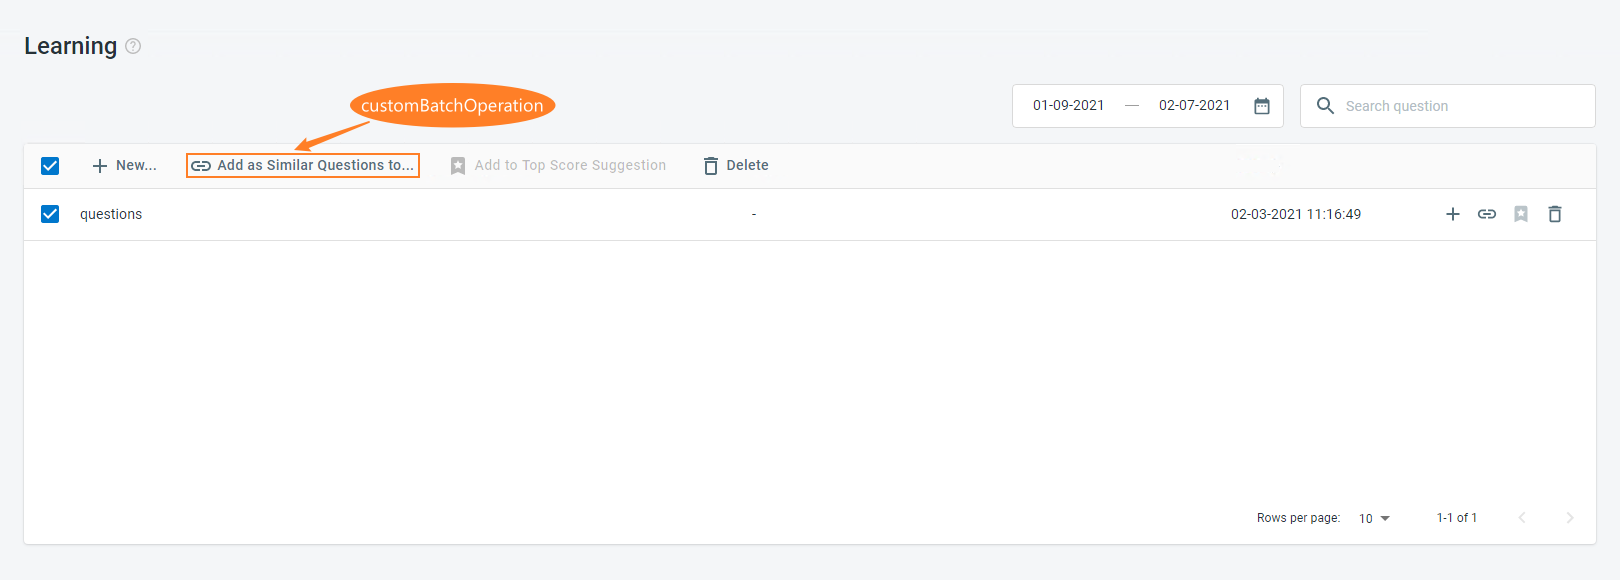 Learning
customBatchOperation
01-09-2021 — 02-07-2021
Search question
New...
Add as Similar Questions to...
Add to Top Score Suggestion
Delete
questions - 02-03-2021 11:16:49
Rows per page: 10 1-1 of 1